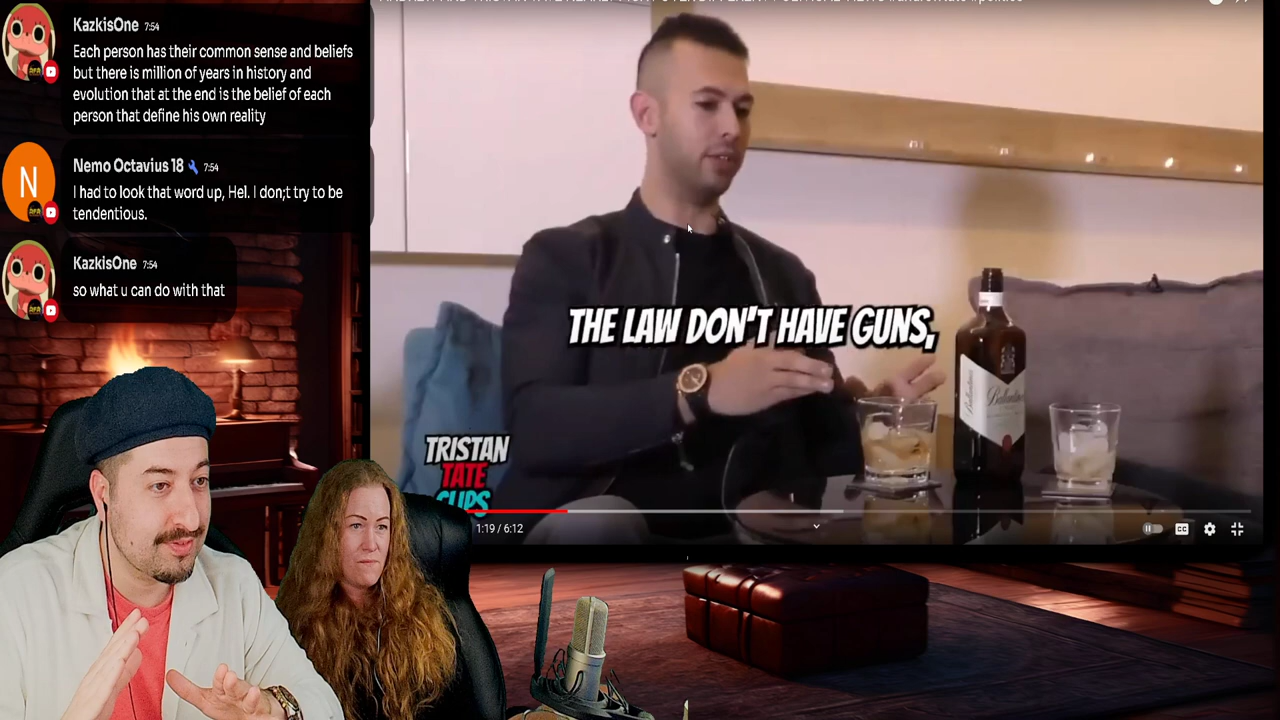 KazkisOne 7:54
Each person has their common sense and beliefs
but there is million of years in history and
evolution that at the end is the belief of each
person that define his own reality
Nemo Octavius 18 7:54
I had to look that word up, Hel. I don;t try to be
tendentious.
N
KazkisOne 7:54
so what u can do with that
THE LAW DON'T HAVE GUNS,
Ballantine's
TRISTAN
TATE
CLIPS
1:19 / 6:12
CC